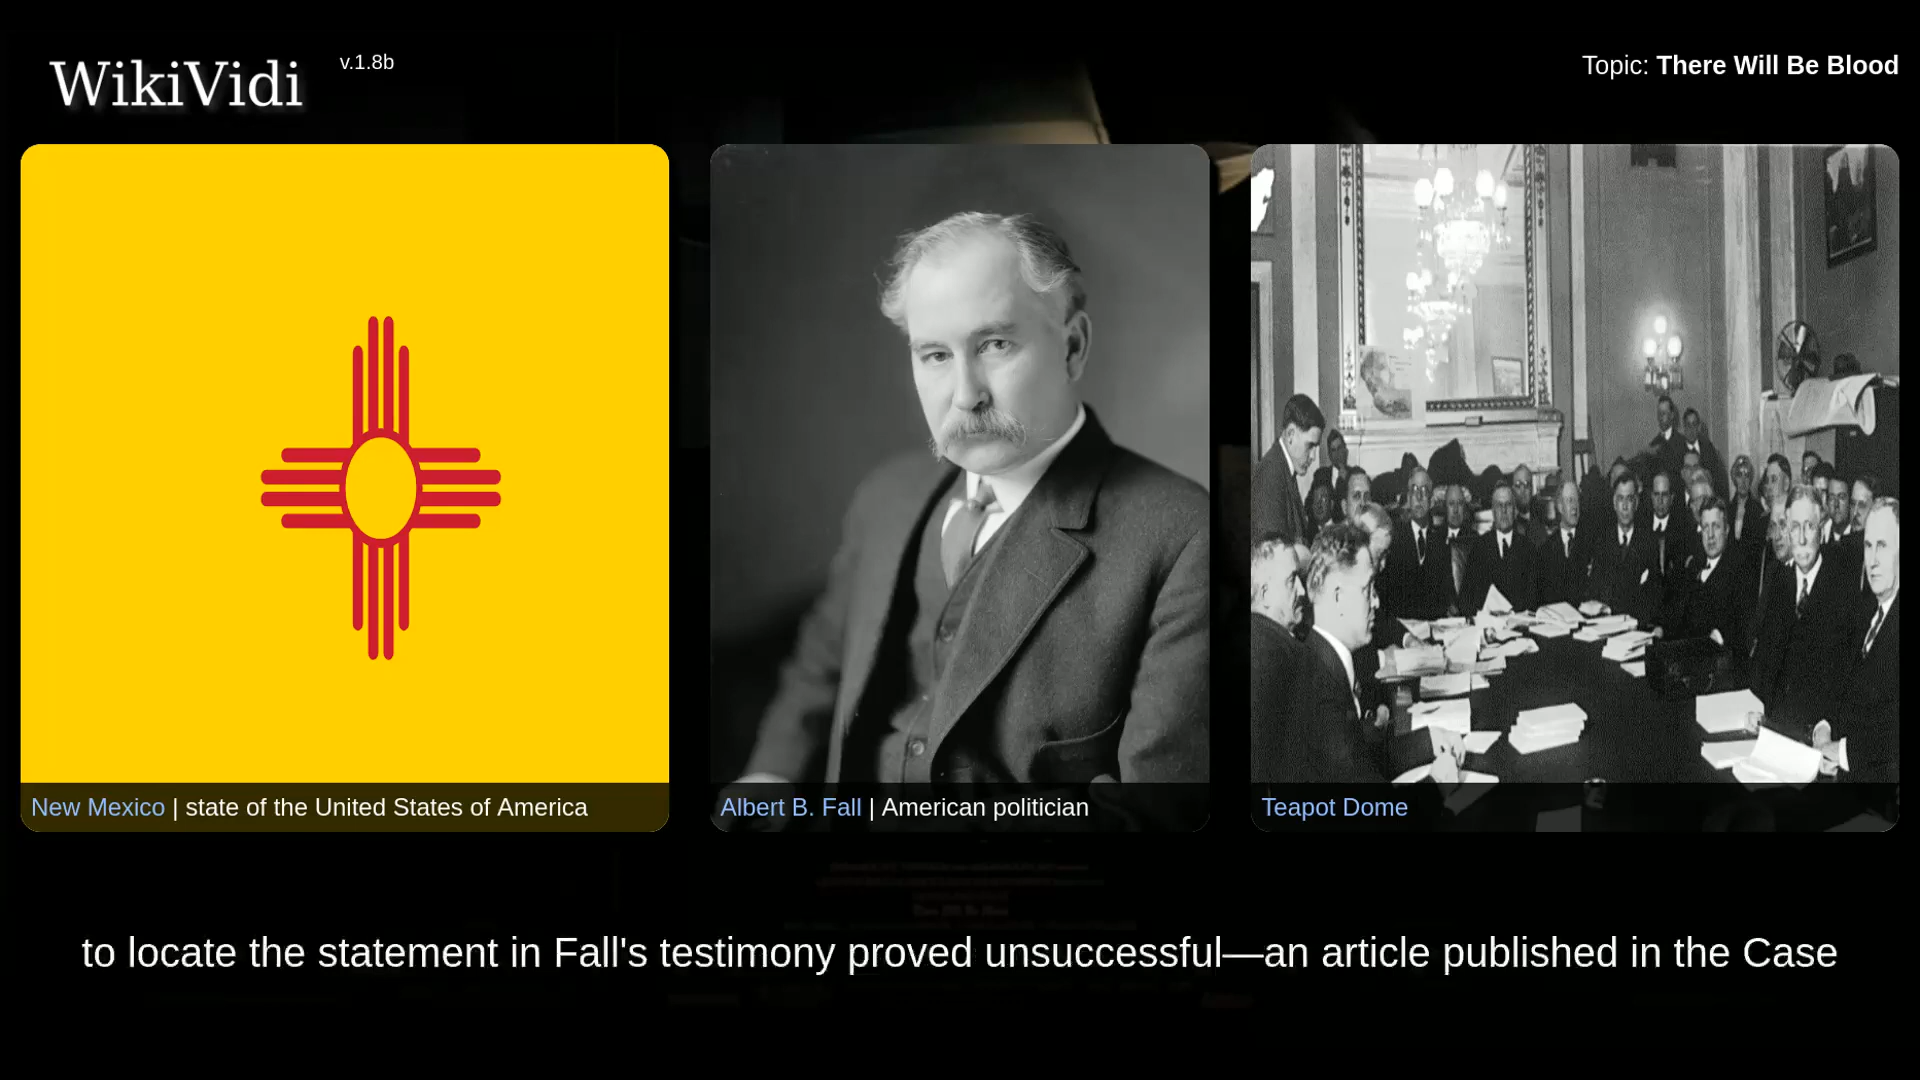 WikiVidi
v.1.8b
Topic: There Will Be Blood
New Mexico | state of the United States of America
Albert B. Fall | American politician
Teapot Dome
to locate the statement in Fall's testimony proved unsuccessful—an article published in the Case